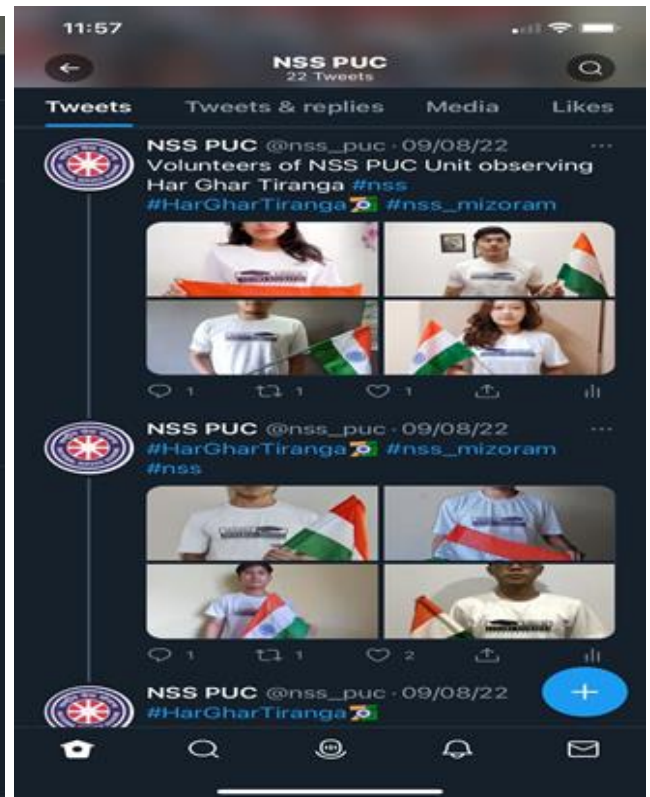 11:57
NSS PUC
22 Tweets
Tweets Tweets & replies Media Likes
NSS PUC @nss_puc · 09/08/22
Volunteers of NSS PUC Unit observing
Har Ghar Tiranga #nss
#HarGharTiranga #nss_mizoram
1 1 1
NSS PUC @nss_puc · 09/08/22
#HarGharTiranga #nss_mizoram
#nss
1 1 2
NSS PUC @nss_puc · 09/08/22
#HarGharTiranga